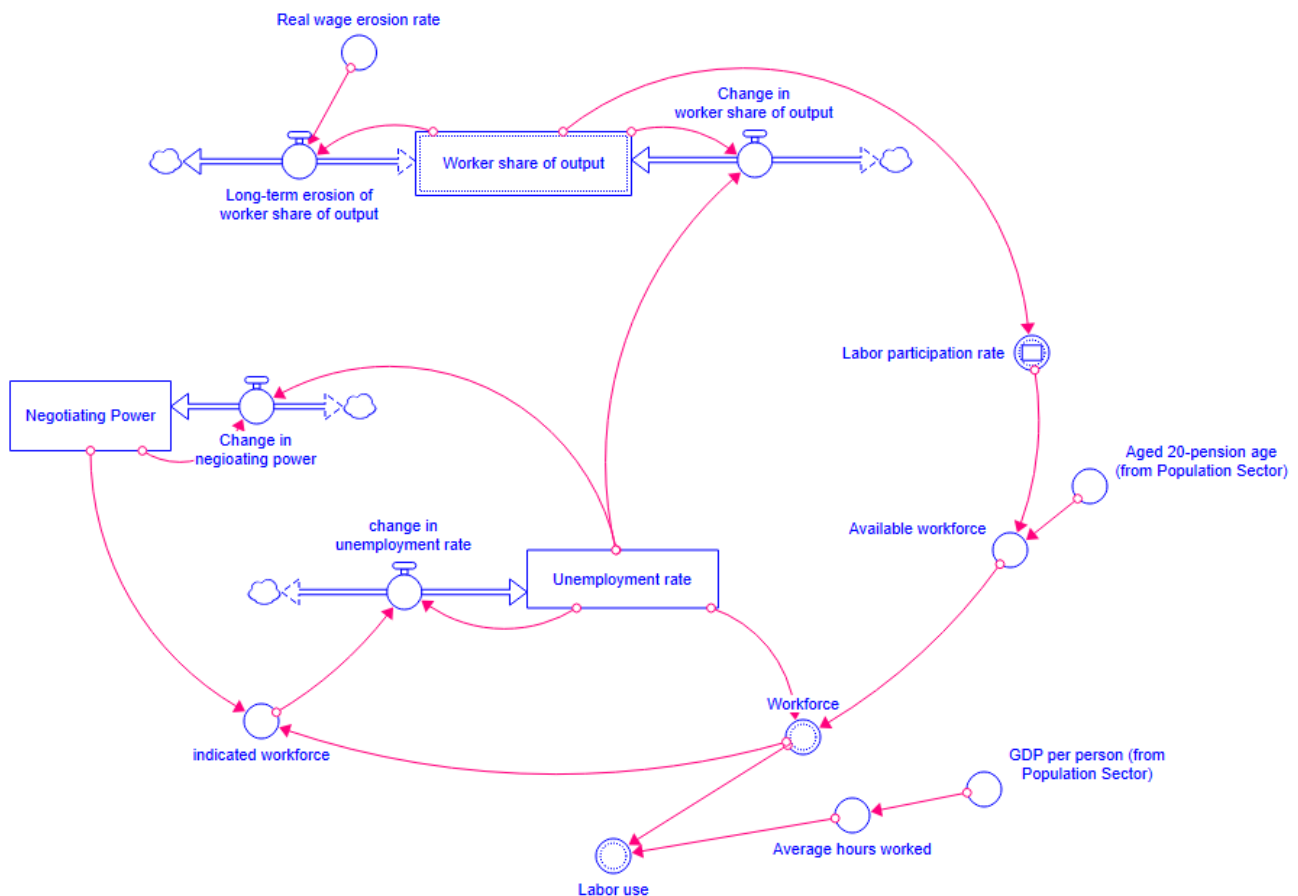 Real wage erosion rate
Change in
worker share of output
Worker share of output
Long-term erosion of
worker share of output
Labor participation rate
Negotiating Power
Change in
negioating power
Aged 20-pension age
(from Population Sector)
Available workforce
change in
unemployment rate
Unemployment rate
Workforce
indicated workforce
GDP per person (from
Population Sector)
Average hours worked
Labor use